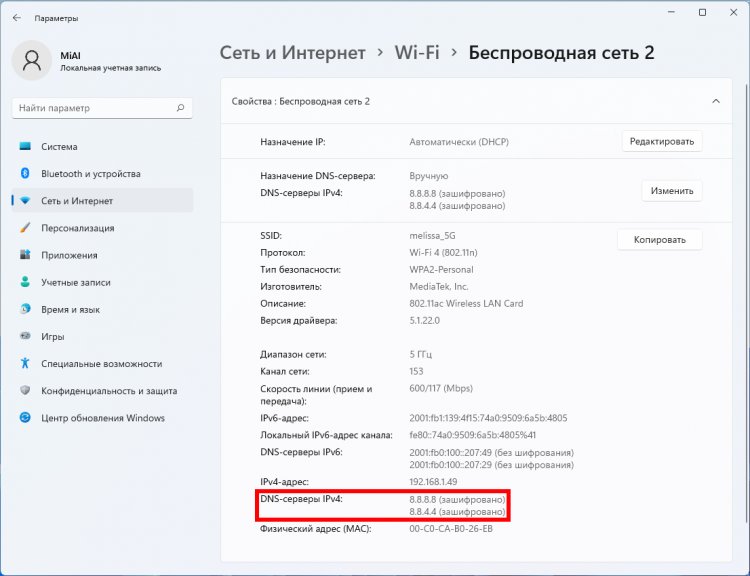 Параметры
MiAl
Локальная учетная запись
Найти параметр
Система
Bluetooth и устройства
Сеть и Интернет
Персонализация
Приложения
Учетные записи
Время и язык
Игры
Специальные возможности
Конфиденциальность и защита
Центр обновления Windows
Сеть и Интернет > Wi-Fi > Беспроводная сеть 2
Свойства : Беспроводная сеть 2
Назначение IP: Автоматически (DHCP) Редактировать
Назначение DNS-сервера: Вручную
DNS-серверы IPv4: 8.8.8.8 (зашифровано) Изменить
8.8.4.4 (зашифровано)
SSID: melissa_5G Копировать
Протокол: Wi-Fi 4 (802.11n)
Тип безопасности: WPA2-Personal
Изготовитель: MediaTek, Inc.
Описание: 802.11ac Wireless LAN Card
Версия драйвера: 5.1.22.0
Диапазон сети: 5 ГГц
Канал сети: 153
Скорость линии (прием и 600/117 (Mbps)
передача):
IPv6-адрес: 2001:fb1:139:4f15:74a0:9509:6a5b:4805
Локальный IPv6-адрес канала: fe80::74a0:9509:6a5b:4805%41
DNS-серверы IPv6: 2001:fb0:100::207:49 (без шифрования)
2001:fb0:100::207:29 (без шифрования)
IPv4-адрес: 192.168.1.49
DNS-серверы IPv4: 8.8.8.8 (зашифровано)
8.8.4.4 (зашифровано)
Физический адрес (MAC): 00-C0-CA-B0-26-EB